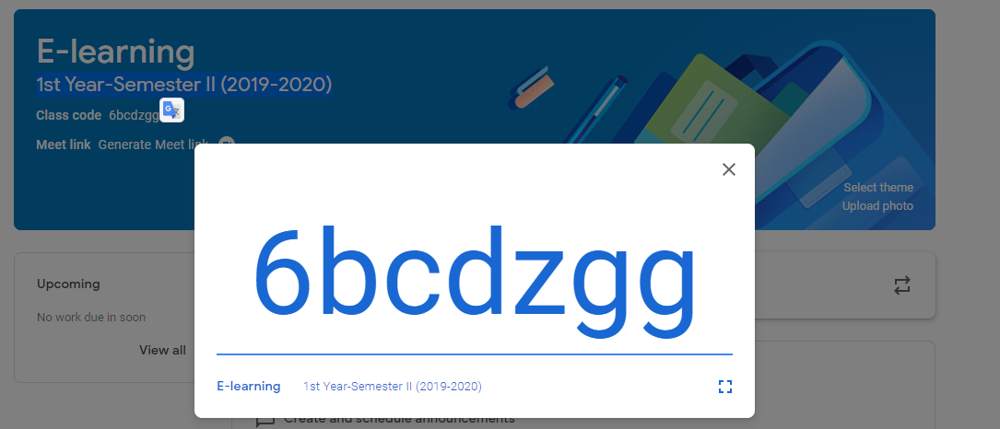 E-learning
1st Year-Semester II (2019-2020)
Class code 6bcdzgg
Meet link Generate Meet link
Select theme
Upload photo
6bcdzgg
E-learning 1st Year-Semester II (2019-2020)
Upcoming
No work due in soon
View all
Create and schedule announcements